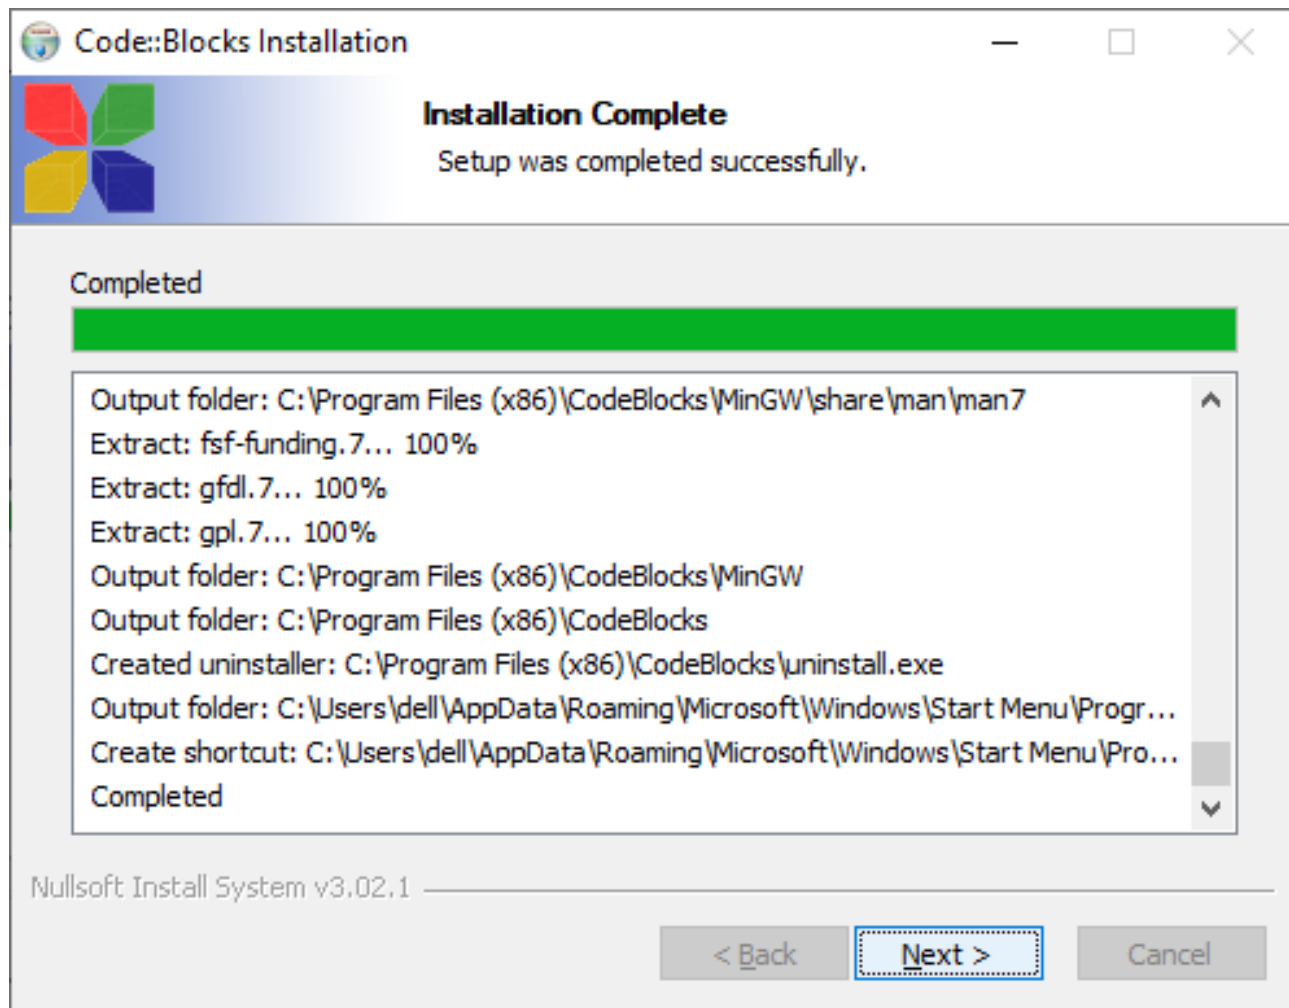 Code::Blocks Installation
Installation Complete
Setup was completed successfully.
Completed
Output folder: C:\Program Files (x86)\CodeBlocks\MinGW\share\man\man7
Extract: fsf-funding.7... 100%
Extract: gfdl.7... 100%
Extract: gpl.7... 100%
Output folder: C:\Program Files (x86)\CodeBlocks\MinGW
Output folder: C:\Program Files (x86)\CodeBlocks
Created uninstaller: C:\Program Files (x86)\CodeBlocks\uninstall.exe
Output folder: C:\Users\dell\AppData\Roaming\Microsoft\Windows\Start Menu\Progr...
Create shortcut: C:\Users\dell\AppData\Roaming\Microsoft\Windows\Start Menu\Pro...
Completed
Nullsoft Install System v3.02.1
< Back Next > Cancel